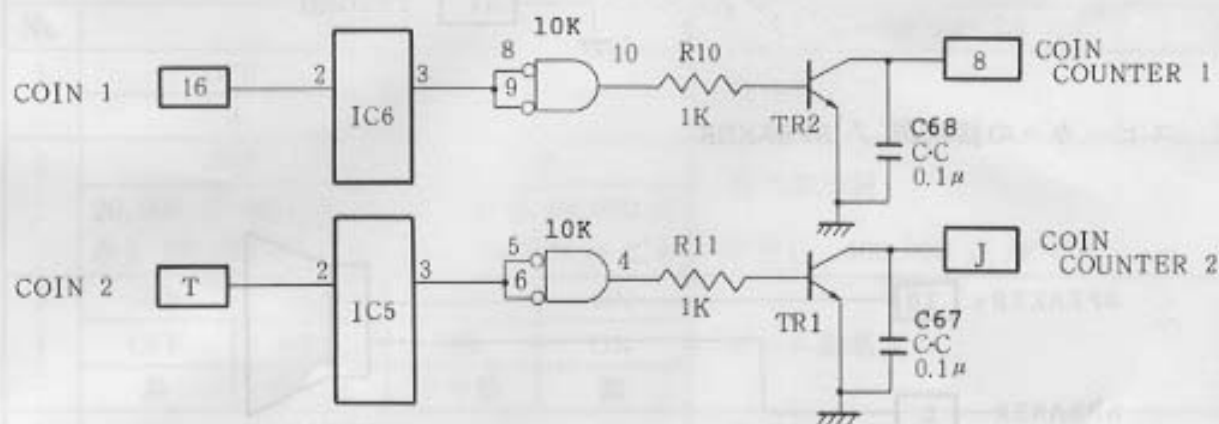 10K
COIN 1 16 2 IC6 3 8 9 10 R10 1K TR2 8 COIN COUNTER 1
C68
C·C
0.1μ
10K
COIN 2 T 2 IC5 3 5 6 4 R11 1K TR1 J COIN COUNTER 2
C67
C·C
0.1μ